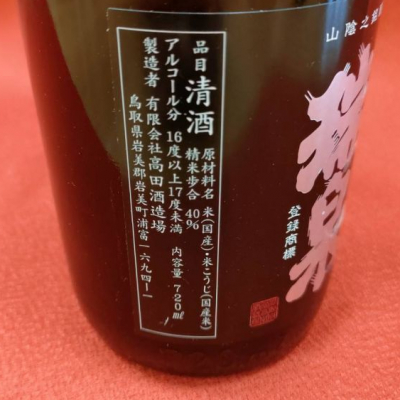 山陰之銘
瑞泉
登録商標
品目 清酒
原材料名 米(国産)・米こうじ(国産米)
精米歩合 40%
アルコール分 16度以上17度未満 内容量 720ml
製造者 有限会社高田酒造場
鳥取県岩美郡岩美町浦富一六九四ー一